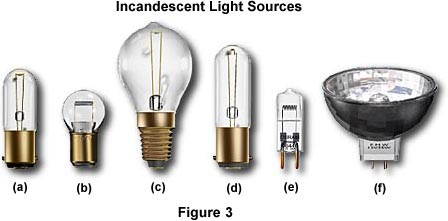 Incandescent Light Sources
(a) (b) (c) (d) (e) (f)
Figure 3